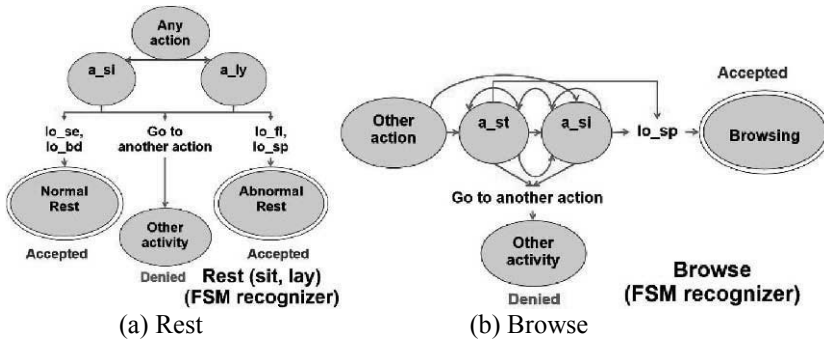 Any
action
a_si
a_ly
lo_se,
lo_bd
Go to
another action
lo_fl,
lo_sp
Normal
Rest
Abnormal
Rest
Other
activity
Accepted
Accepted
Denied
Rest (sit, lay)
(FSM recognizer)
(a) Rest
Accepted
Other
action
a_st
a_si
lo_sp
Browsing
Go to another action
Other
activity
Denied
Browse
(FSM recognizer)
(b) Browse